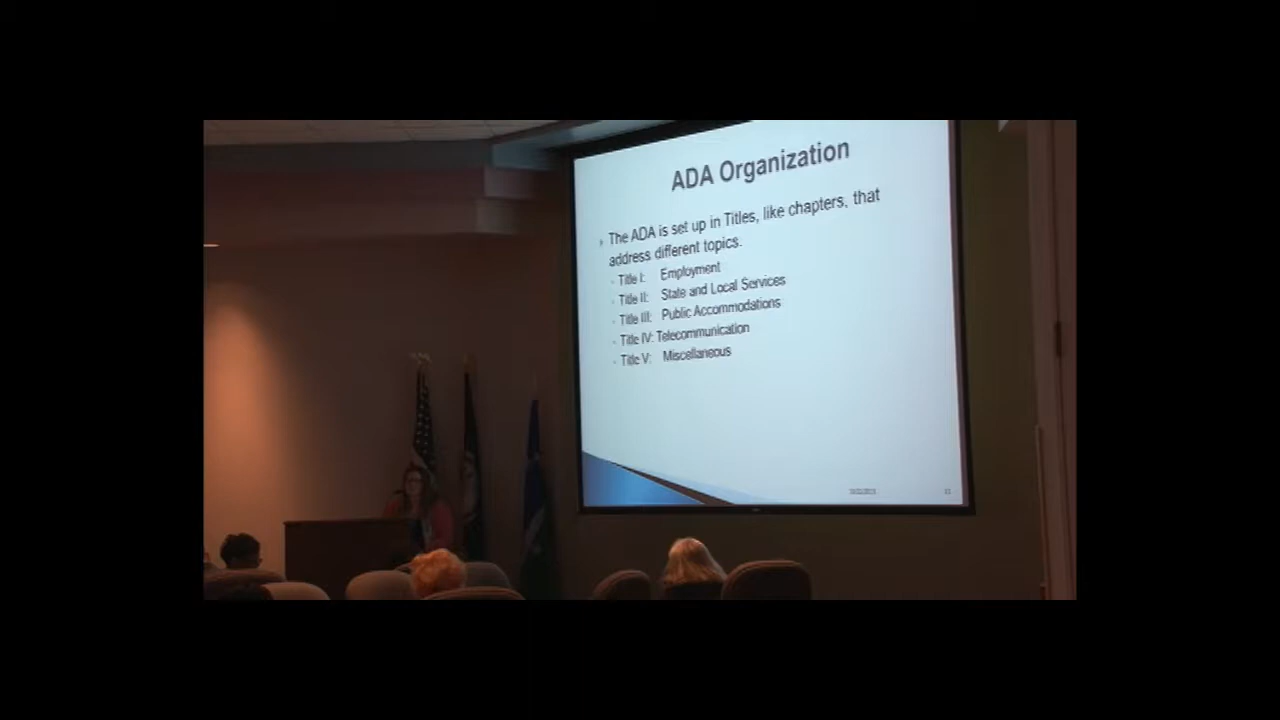 ADA Organization
The ADA is set up in Titles, like chapters, that
address different topics.
Title I: Employment
Title II: State and Local Services
Title III: Public Accommodations
Title IV: Telecommunication
Title V: Miscellaneous